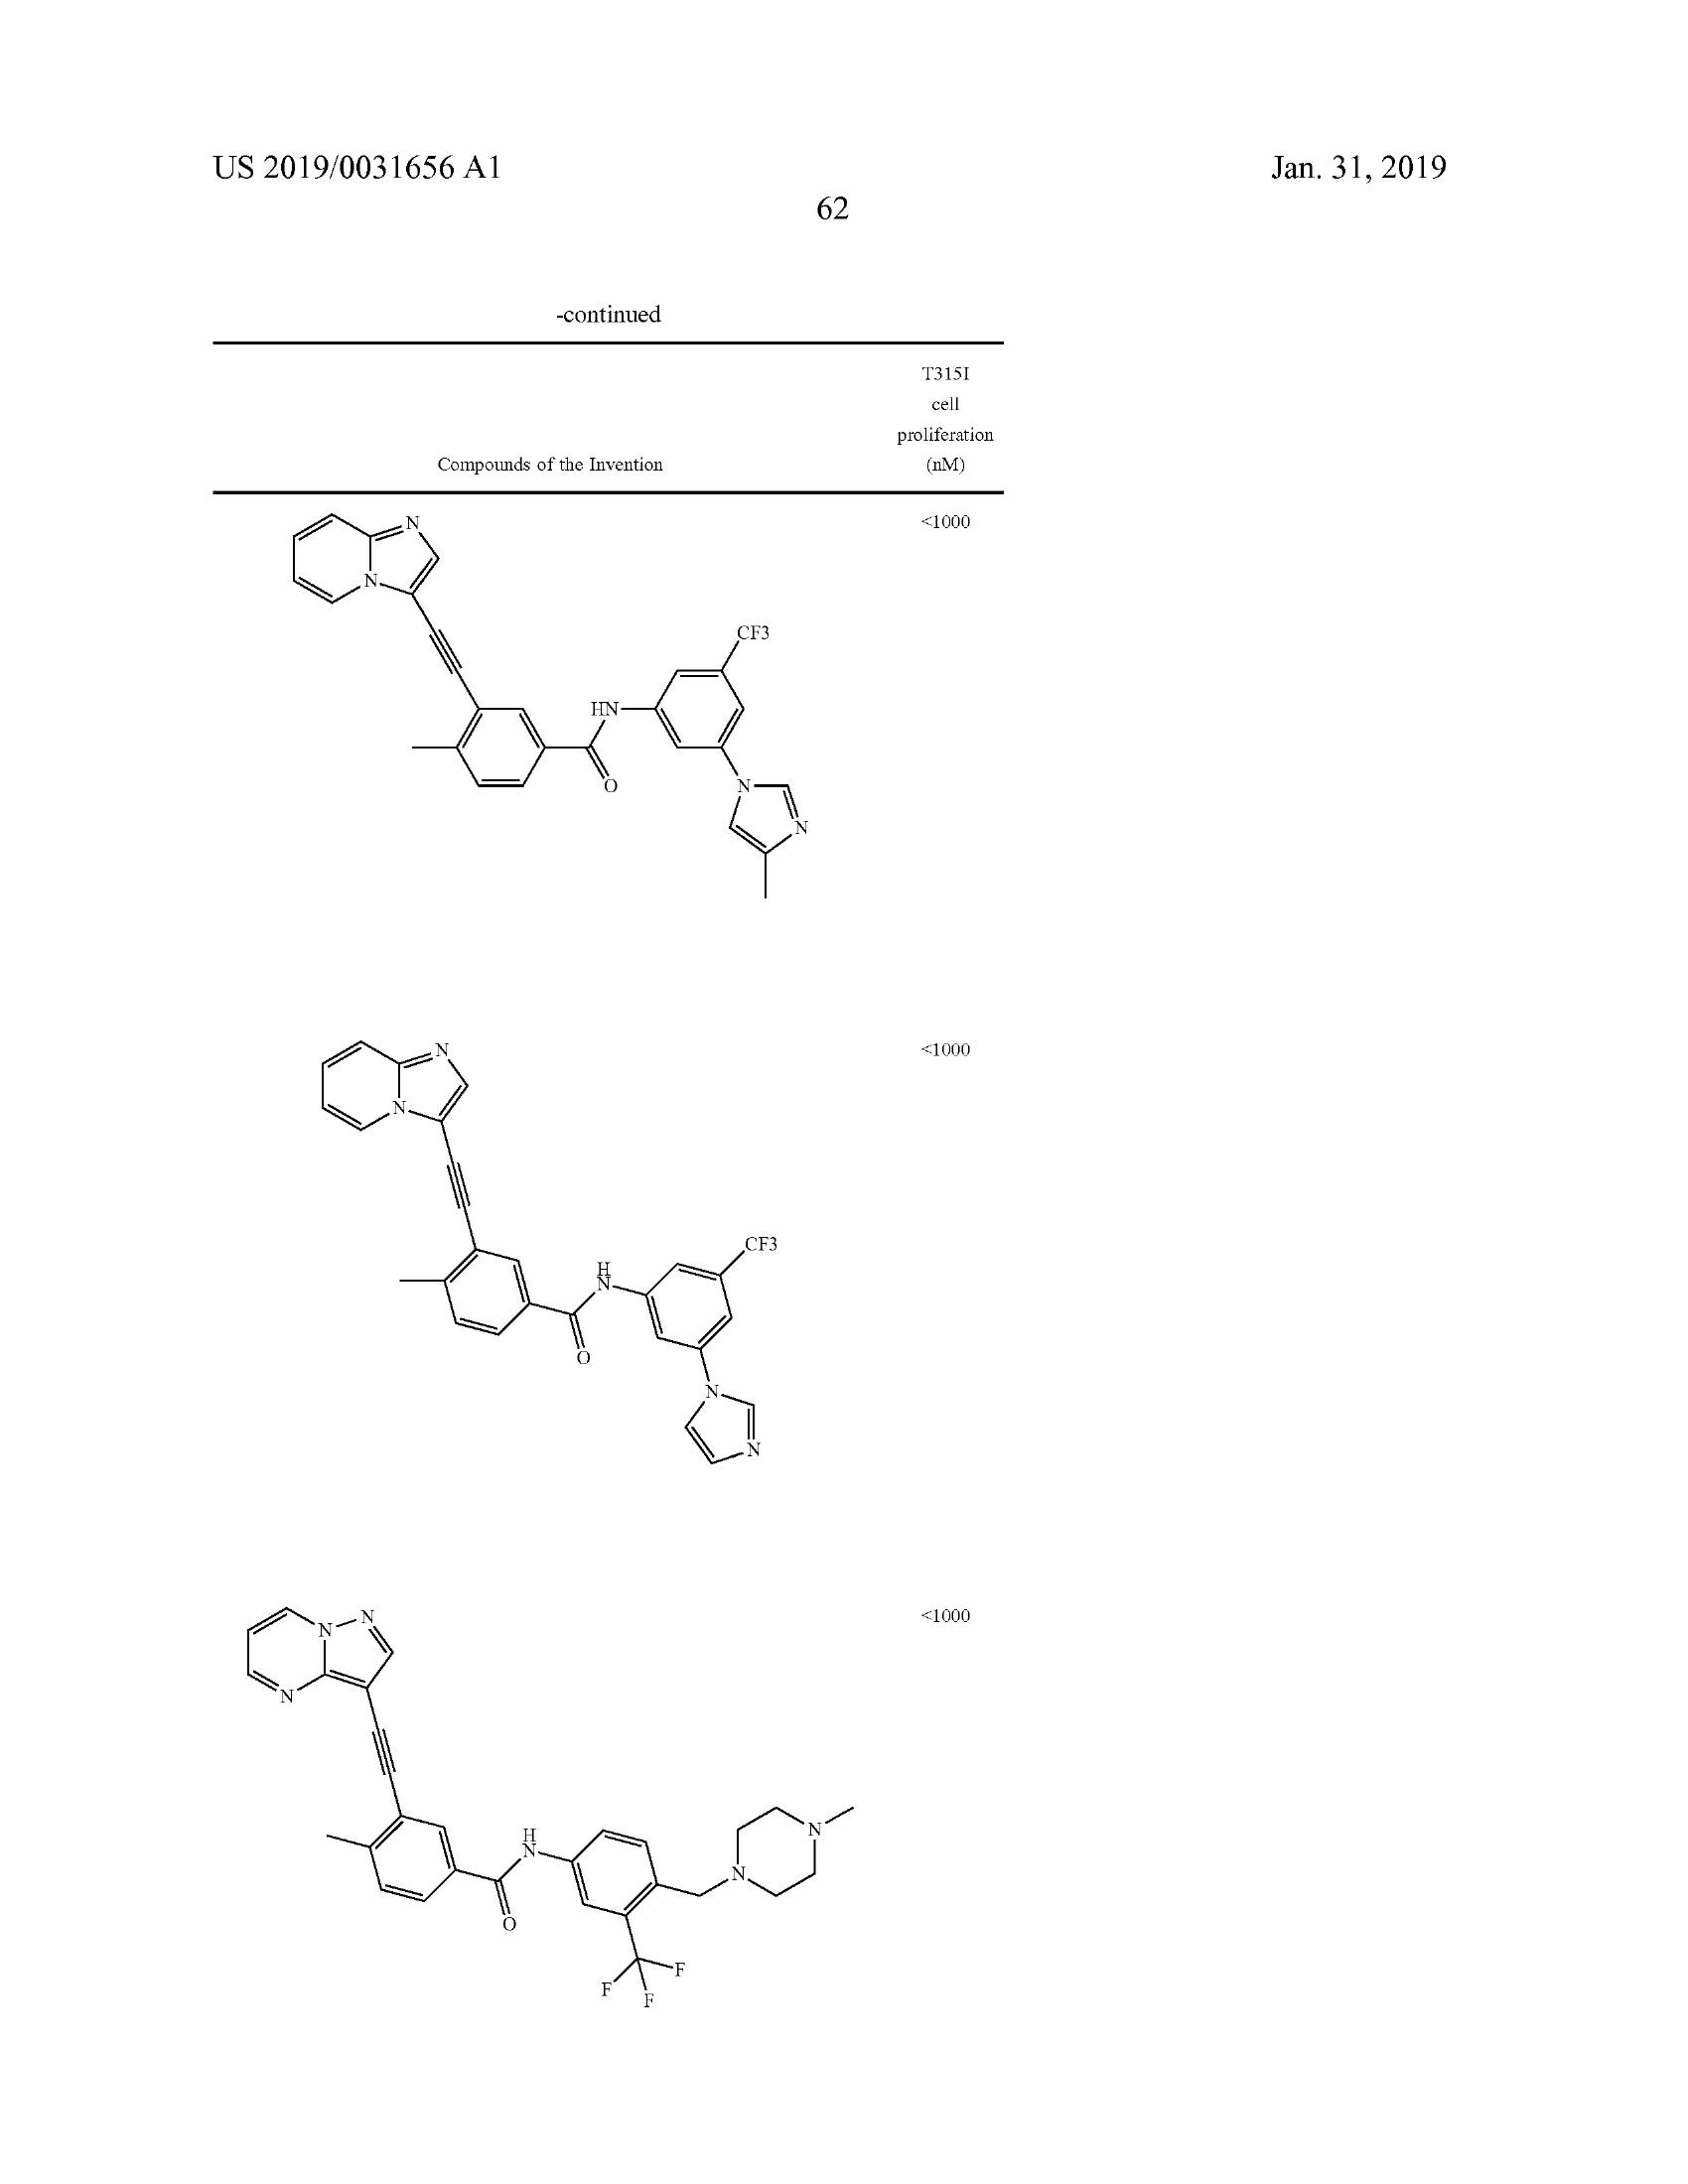 US 2019/0031656 A1
Jan. 31, 2019
62
-continued
T315I
cell
proliferation
Compounds of the Invention
(nM)
<1000
N
N
CF3
HN
O
N
N
<1000
N
N
CF3
H
N
O
N
N
<1000
N
N
N
H
N
N
N
O
F
F
F